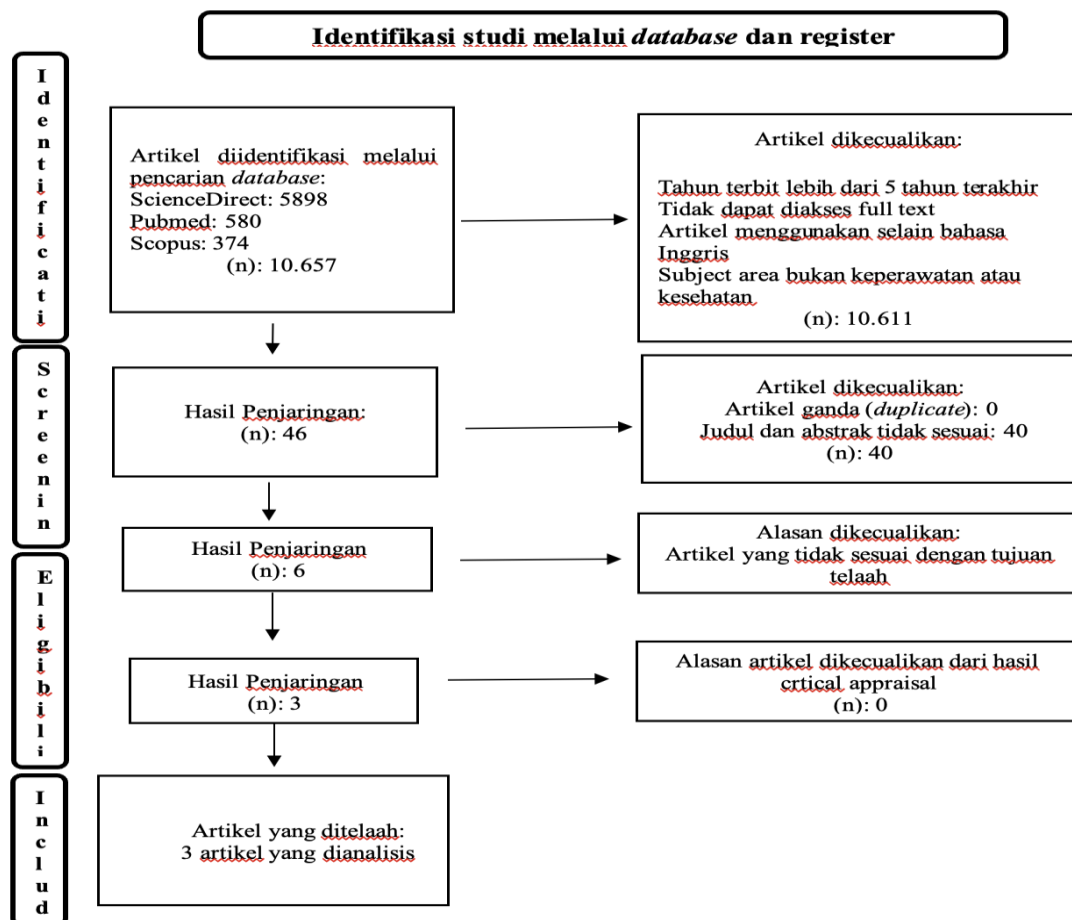 Identifikasi studi melalui database dan register
Identificati
Artikel diidentifikasi melalui
pencarian database:
ScienceDirect: 5898
Pubmed: 580
Scopus: 374
(n): 10.657
Artikel dikecualikan:
Tahun terbit lebih dari 5 tahun terakhir
Tidak dapat diakses full text
Artikel menggunakan selain bahasa
Inggris
Subject area bukan keperawatan atau
kesehatan
(n): 10.611
Screenin
Hasil Penjaringan:
(n): 46
Artikel dikecualikan:
Artikel ganda (duplicate): 0
Judul dan abstrak tidak sesuai: 40
(n): 40
Hasil Penjaringan
(n): 6
Alasan dikecualikan:
Artikel yang tidak sesuai dengan tujuan
telaah
Eligibili
Hasil Penjaringan
(n): 3
Alasan artikel dikecualikan dari hasil
crtical appraisal
(n): 0
Includ
Artikel yang ditelaah:
3 artikel yang dianalisis